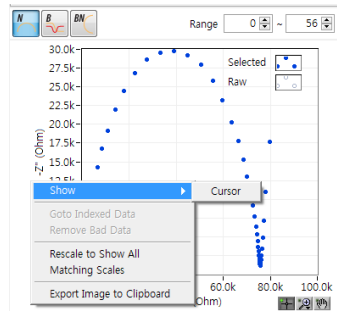 N B BN Range 0 ~ 56
30.0k
Selected
27.5k
Raw
25.0k
22.5k
20.0k
17.5k
15.0k
-Z" (Ohm)
Show Cursor
Goto Indexed Data
Remove Bad Data
Rescale to Show All
Matching Scales
Export Image to Clipboard
60.0k 80.0k 100.0k
Ohm)